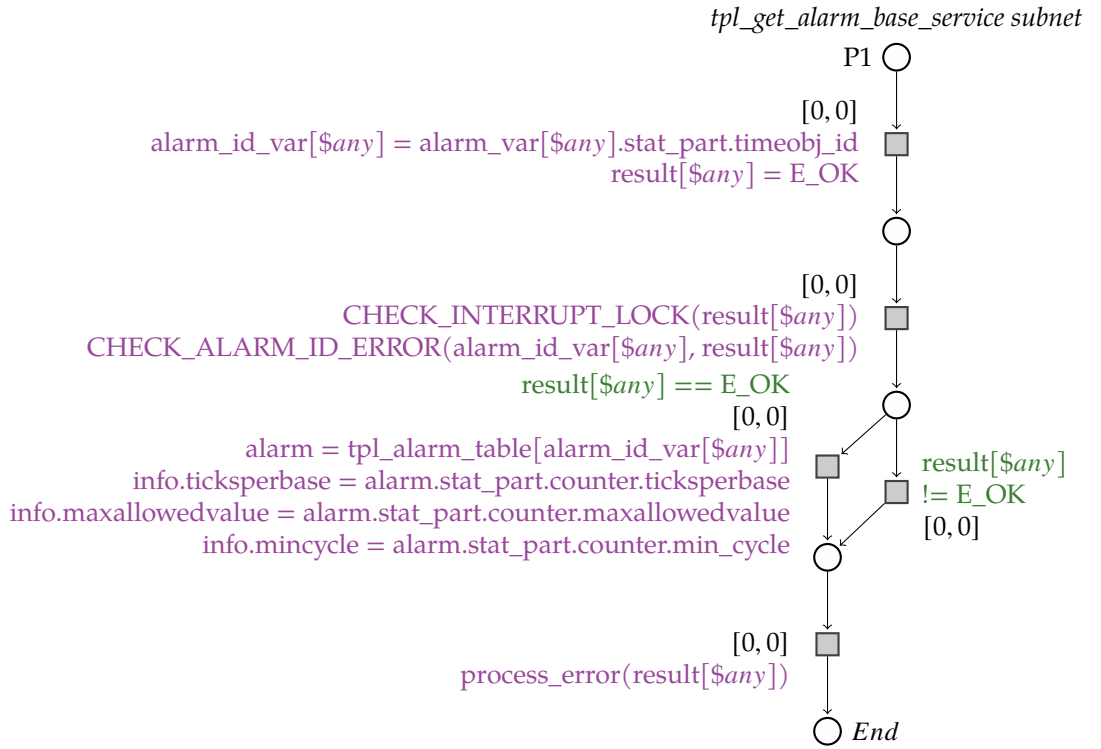 tpl_get_alarm_base_service subnet
P1
[0, 0]
alarm_id_var[$any] = alarm_var[$any].stat_part.timeobj_id
result[$any] = E_OK
[0, 0]
CHECK_INTERRUPT_LOCK(result[$any])
CHECK_ALARM_ID_ERROR(alarm_id_var[$any], result[$any])
result[$any] == E_OK
[0, 0]
alarm = tpl_alarm_table[alarm_id_var[$any]]
info.ticksperbase = alarm.stat_part.counter.ticksperbase
info.maxallowedvalue = alarm.stat_part.counter.maxallowedvalue
info.mincycle = alarm.stat_part.counter.min_cycle
result[$any]
!= E_OK
[0, 0]
[0, 0]
process_error(result[$any])
End